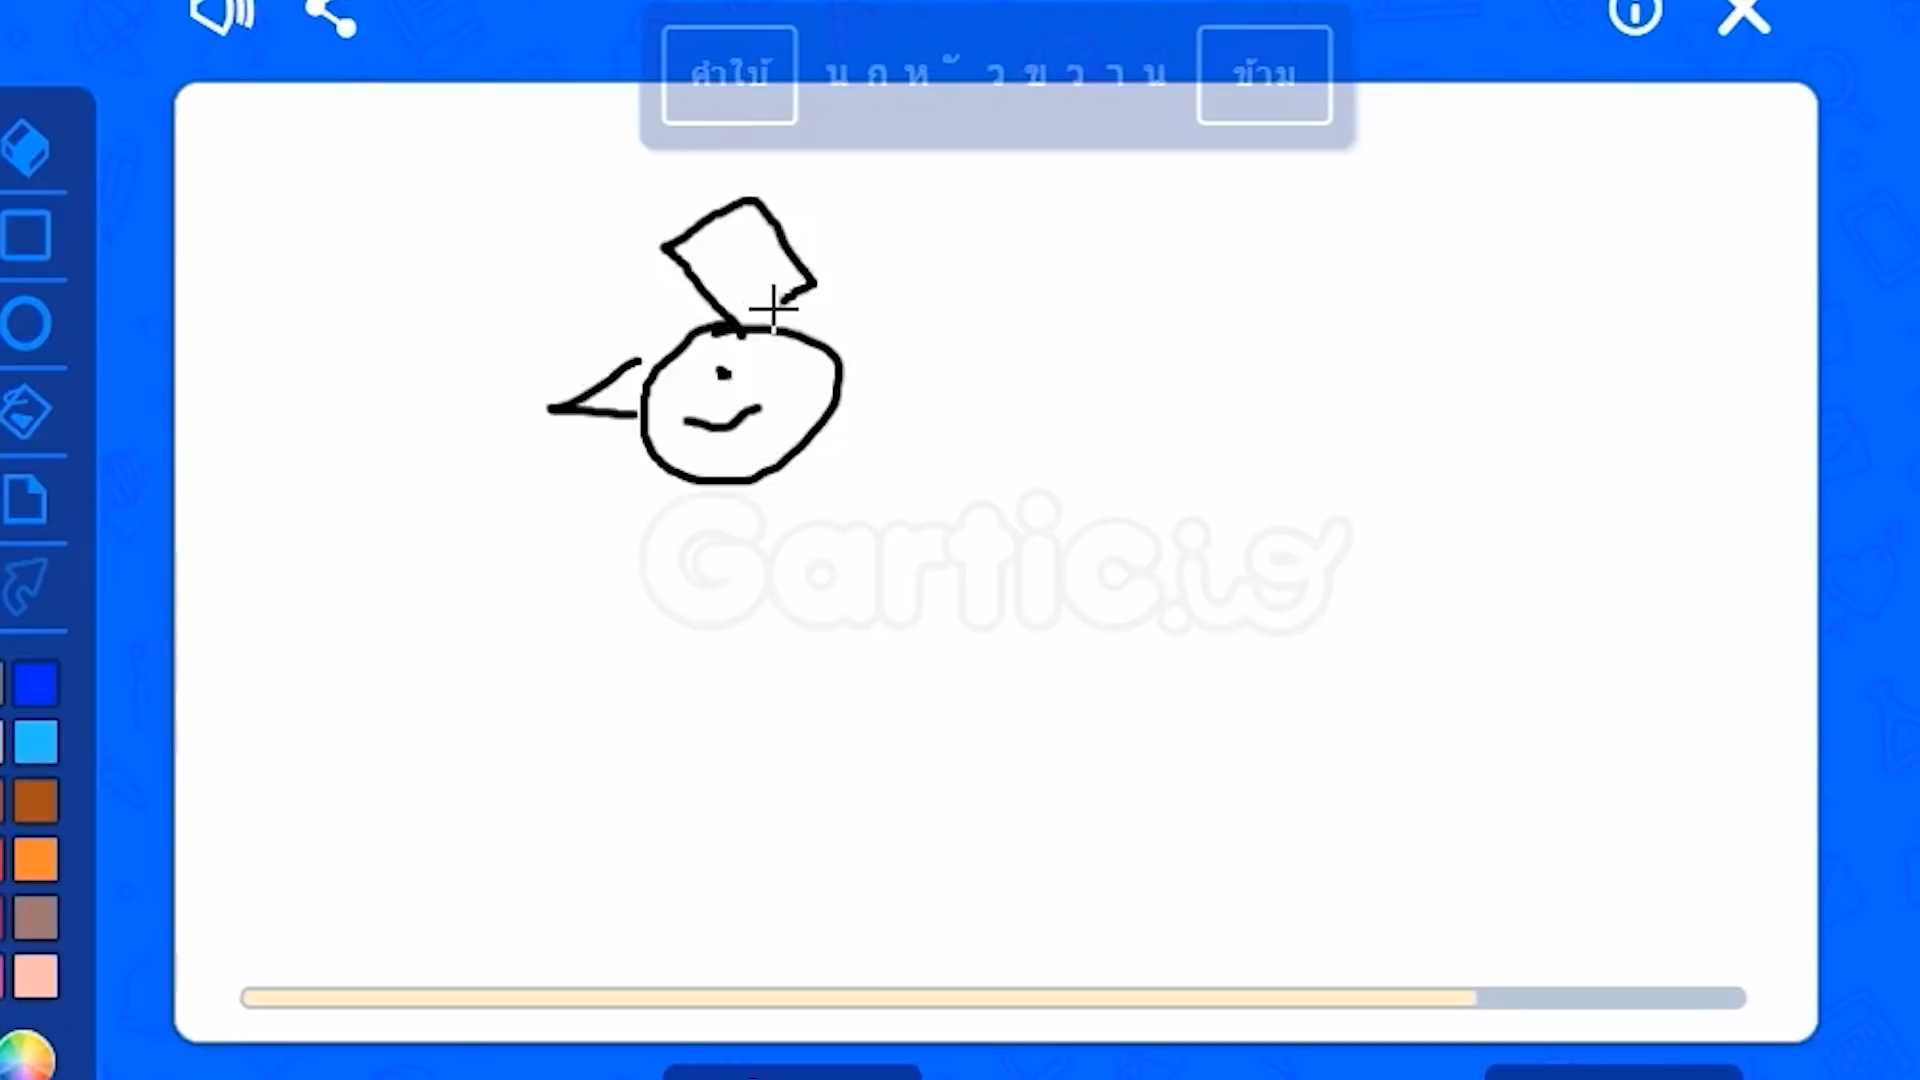 คำใบ้
น ก ห ั ว ข ว า น
ข้าม
Gartic.io